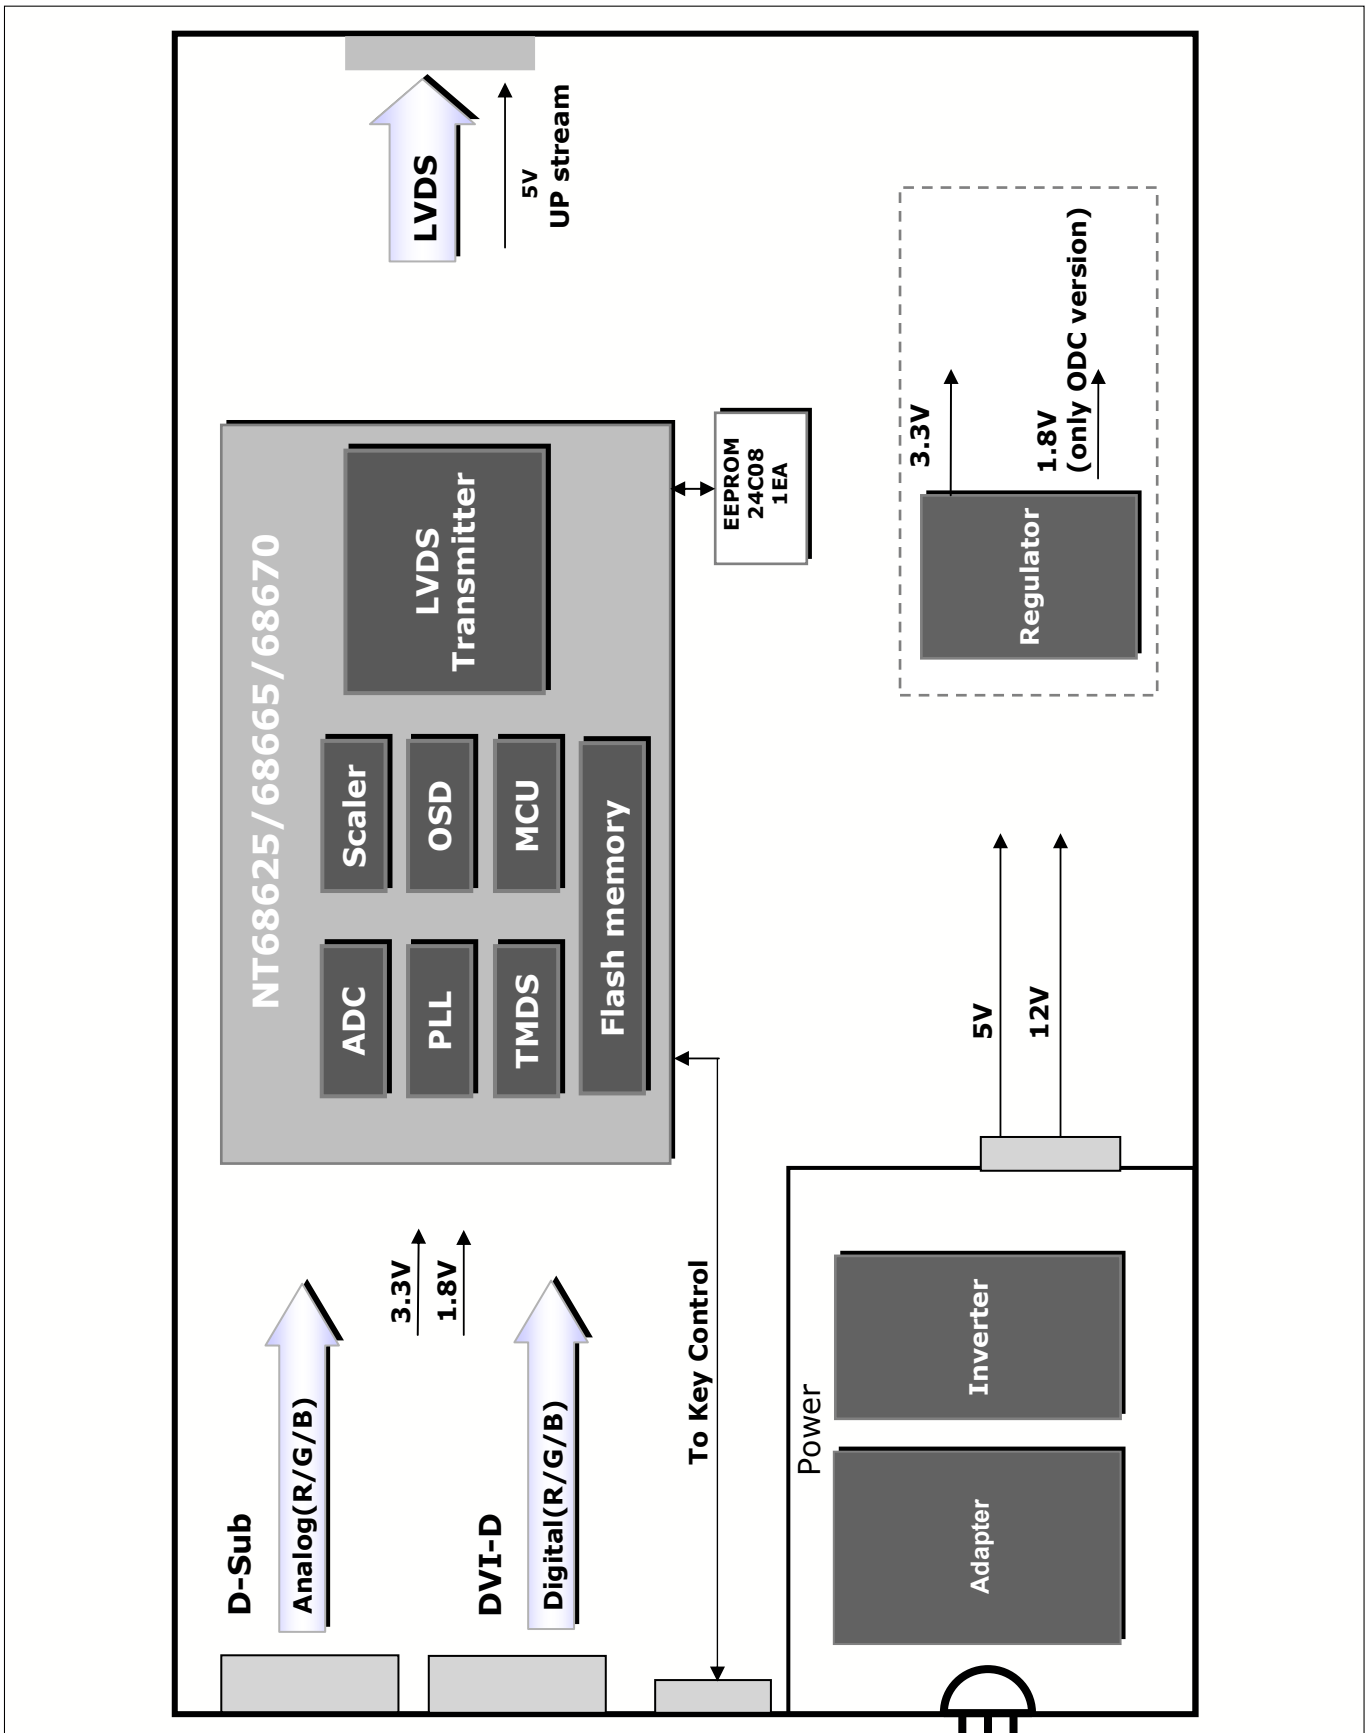 D-Sub
Analog(R/G/B)
3.3V
1.8V
DVI-D
Digital(R/G/B)
To Key Control
NT68625/68665/68670
ADC
Scaler
PLL
OSD
TMDS
MCU
Flash memory
LVDS
Transmitter
LVDS
5V
UP stream
EEPROM
24C08
1EA
Power
Adapter
Inverter
5V
12V
Regulator
3.3V
1.8V
(only ODC version)